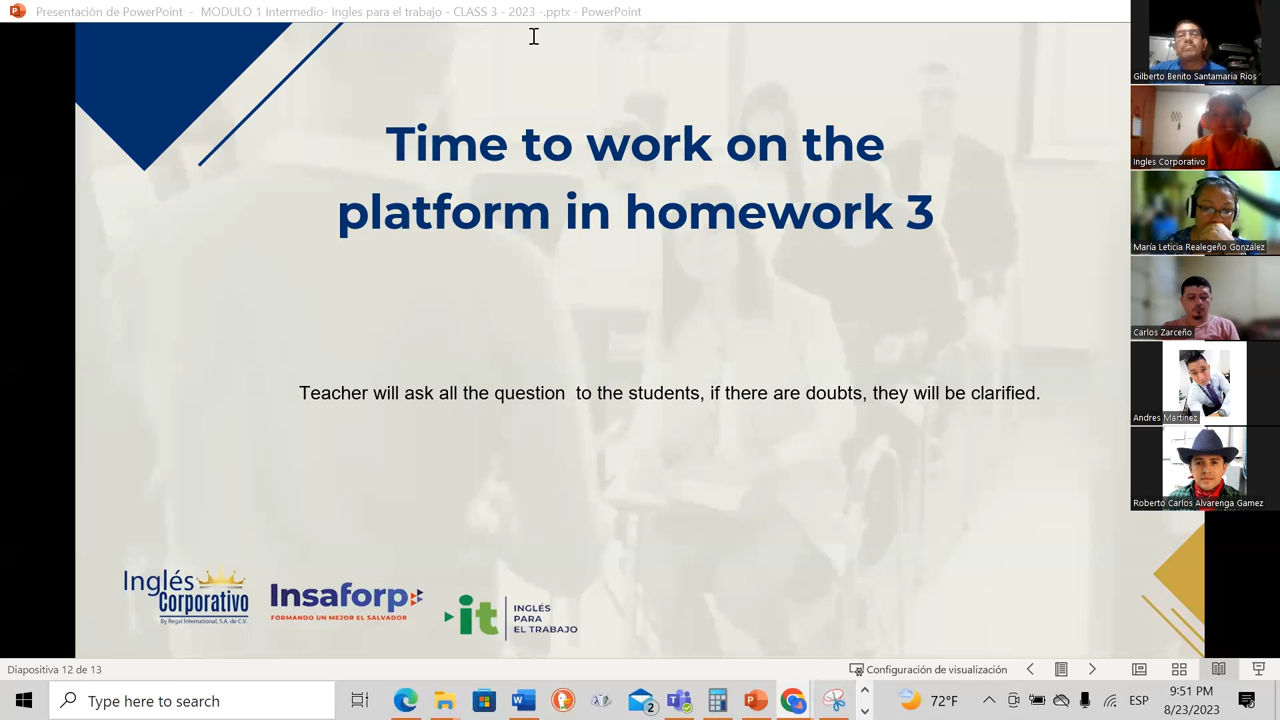 Presentación de PowerPoint - MODULO 1 Intermedio- Ingles para el trabajo - CLASS 3 - 2023 -.pptx - PowerPoint
Gilberto Benito Santamaria Rios
Ingles Corporativo
María Leticia Realegeño González
Carlos Zarceño
Andres Martinez
Roberto Carlos Alvarenga Gamez
Time to work on the
platform in homework 3
Teacher will ask all the question  to the students, if there are doubts, they will be clarified.
Inglés
Corporativo
By Regal International, S.A. de C.V.
Insaforp
FORMANDO UN MEJOR EL SALVADOR
it
INGLÉS
PARA
EL TRABAJO
Diapositiva 12 de 13
Configuración de visualización
Type here to search
2
72°F
ESP
9:51 PM
8/23/2023